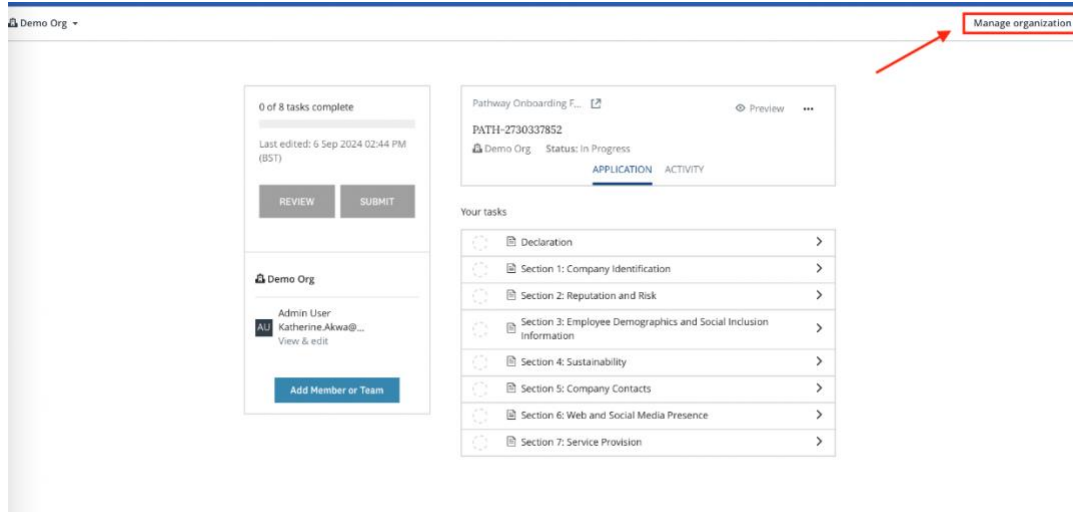 Demo Org
Manage organization
0 of 8 tasks complete
Last edited: 6 Sep 2024 02:44 PM
(BST)
REVIEW
SUBMIT
Demo Org
AU
Admin User
Katherine.Akwa@...
View & edit
Add Member or Team
Pathway Onboarding F...
Preview
PATH-2730337852
Demo Org Status: In Progress
APPLICATION ACTIVITY
Your tasks
Declaration
Section 1: Company Identification
Section 2: Reputation and Risk
Section 3: Employee Demographics and Social Inclusion
Information
Section 4: Sustainability
Section 5: Company Contacts
Section 6: Web and Social Media Presence
Section 7: Service Provision